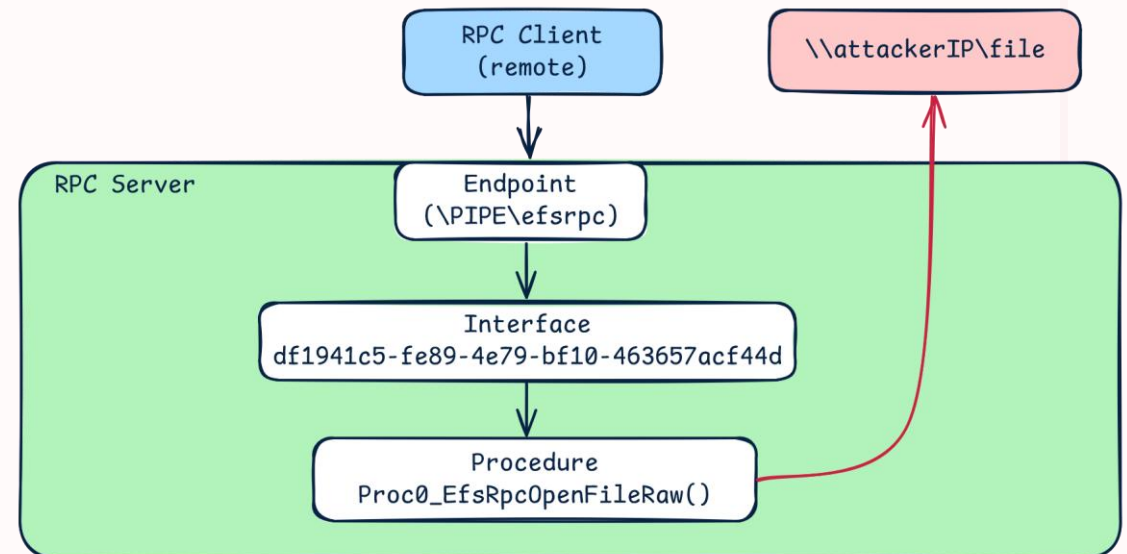 RPC Client
(remote)
\\attackerIP\file
RPC Server
Endpoint
(\PIPE\efsrpc)
Interface
df1941c5-fe89-4e79-bf10-463657acf44d
Procedure
Proc0_EfsRpcOpenFileRaw()